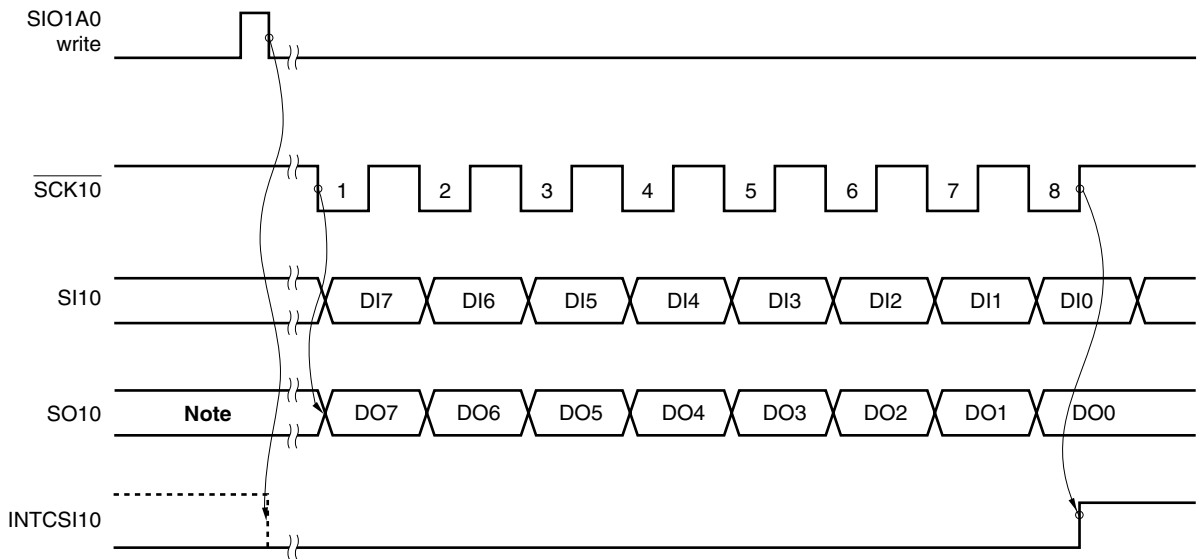 SIO1A0
write
SCK10
1 2 3 4 5 6 7 8
SI10
DI7 DI6 DI5 DI4 DI3 DI2 DI1 DI0
SO10
Note DO7 DO6 DO5 DO4 DO3 DO2 DO1 DO0
INTCSI10